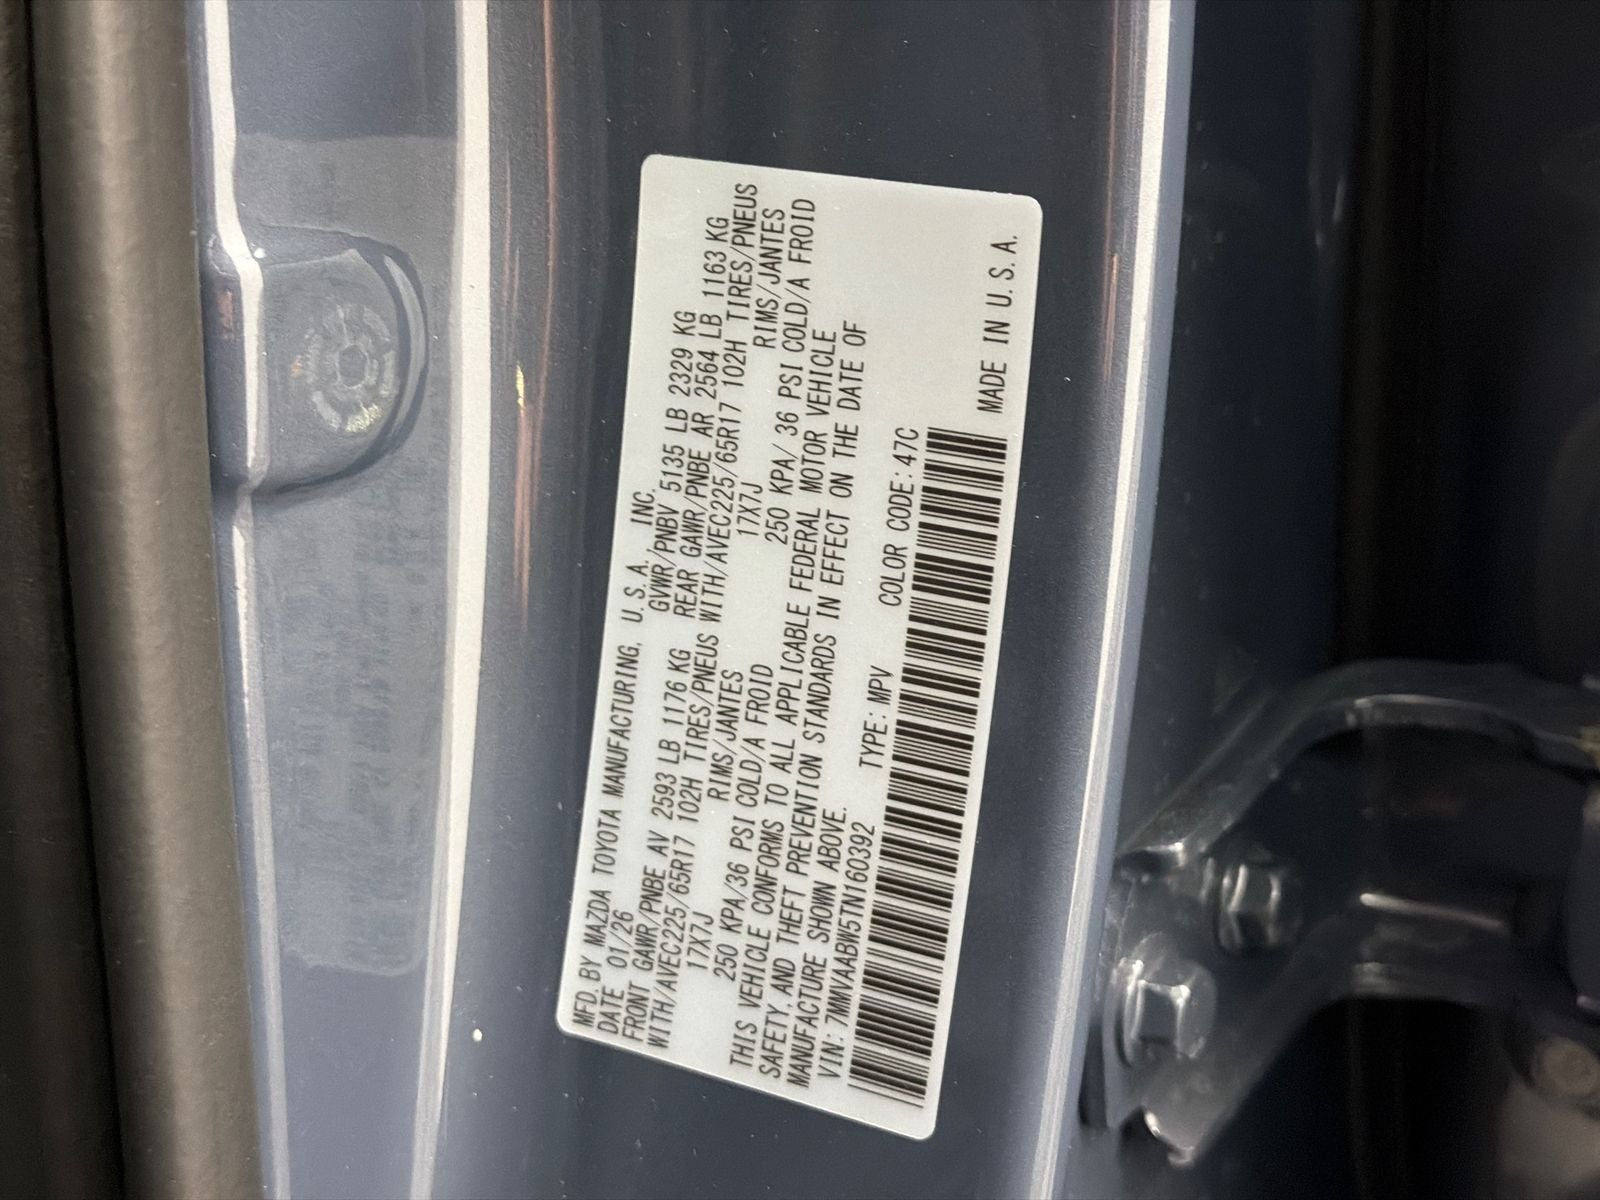 MFD. BY MAZDA TOYOTA MANUFACTURING, U.S.A. INC.
DATE 01/26 GVWR/PNBV 5135 LB 2329 KG
FRONT GAWR/PNBE AV 2593 LB 1176 KG REAR GAWR/PNBE AR 2564 LB 1163 KG
WITH/AVEC225/65R17 102H TIRES/PNEUS WITH/AVEC225/65R17 102H TIRES/PNEUS
17X7J RIMS/JANTES 17X7J RIMS/JANTES
250 KPA/36 PSI COLD/A FROID 250 KPA/ 36 PSI COLD/A FROID
THIS VEHICLE CONFORMS TO ALL APPLICABLE FEDERAL MOTOR VEHICLE
SAFETY, AND THEFT PREVENTION STANDARDS IN EFFECT ON THE DATE OF
MANUFACTURE SHOWN ABOVE.
VIN: 7MMVAABW5TN160392 TYPE: MPV COLOR CODE: 47C
MADE IN U.S.A.